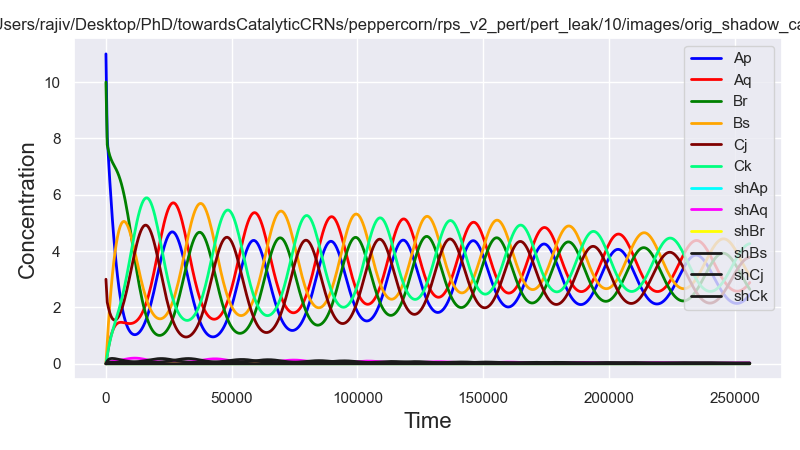 Users/rajiv/Desktop/PhD/towardsCatalyticCRNs/peppercorn/rps_v2_pert/pert_leak/10/images/orig_shadow_ca
Concentration
10
8
6
4
2
0
0
50000
100000
150000
200000
250000
Time
Ap
Aq
Br
Bs
Cj
Ck
shAp
shAq
shBr
shBs
shCj
shCk